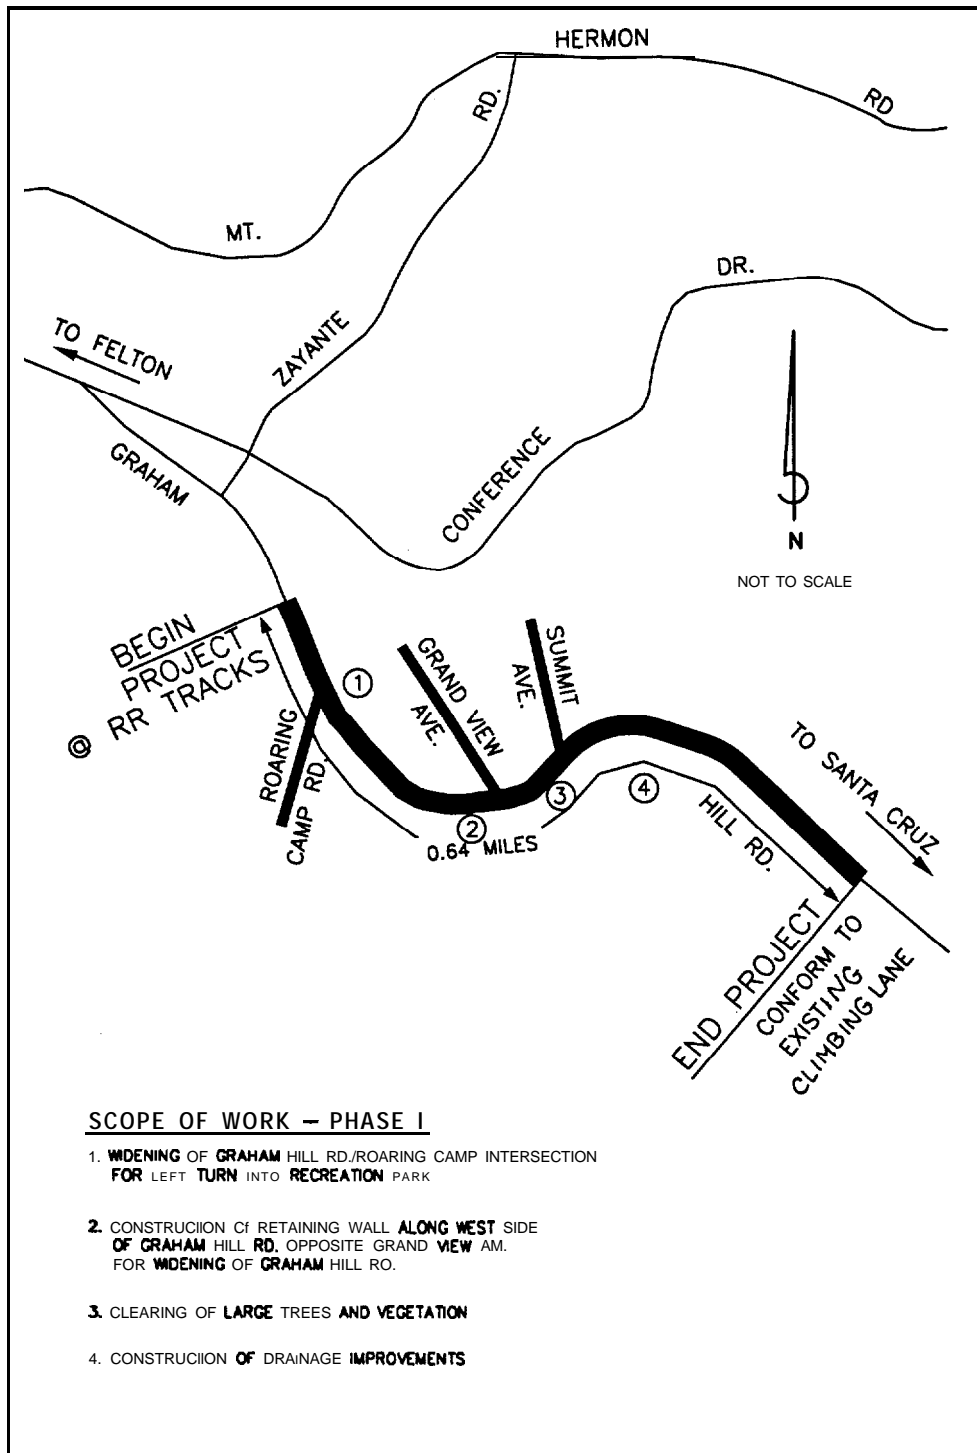 HERMON
RD
RD.
MT.
DR.
TO FELTON
ZAYANTE
GRAHAM
CONFERENCE
N
NOT TO SCALE
BEGIN
PROJECT
@ RR TRACKS
1
GRAND VIEW
AVE.
SUMMIT
AVE.
ROARING
CAMP RD.
2
3
4
0.64 MILES
HILL RD.
TO SANTA CRUZ
END PROJECT
CONFORM TO
EXISTING
CLIMBING LANE
SCOPE OF WORK – PHASE I
1. WIDENING OF GRAHAM HILL RD./ROARING CAMP INTERSECTION
FOR LEFT TURN INTO RECREATION PARK
2. CONSTRUCIION Cf RETAINING WALL ALONG WEST SIDE
OF GRAHAM HILL RD. OPPOSITE GRAND VIEW AM.
FOR WIDENING OF GRAHAM HILL RO.
3. CLEARING OF LARGE TREES AND VEGETATION
4. CONSTRUCIION OF DRAiNAGE IMPROVEMENTS